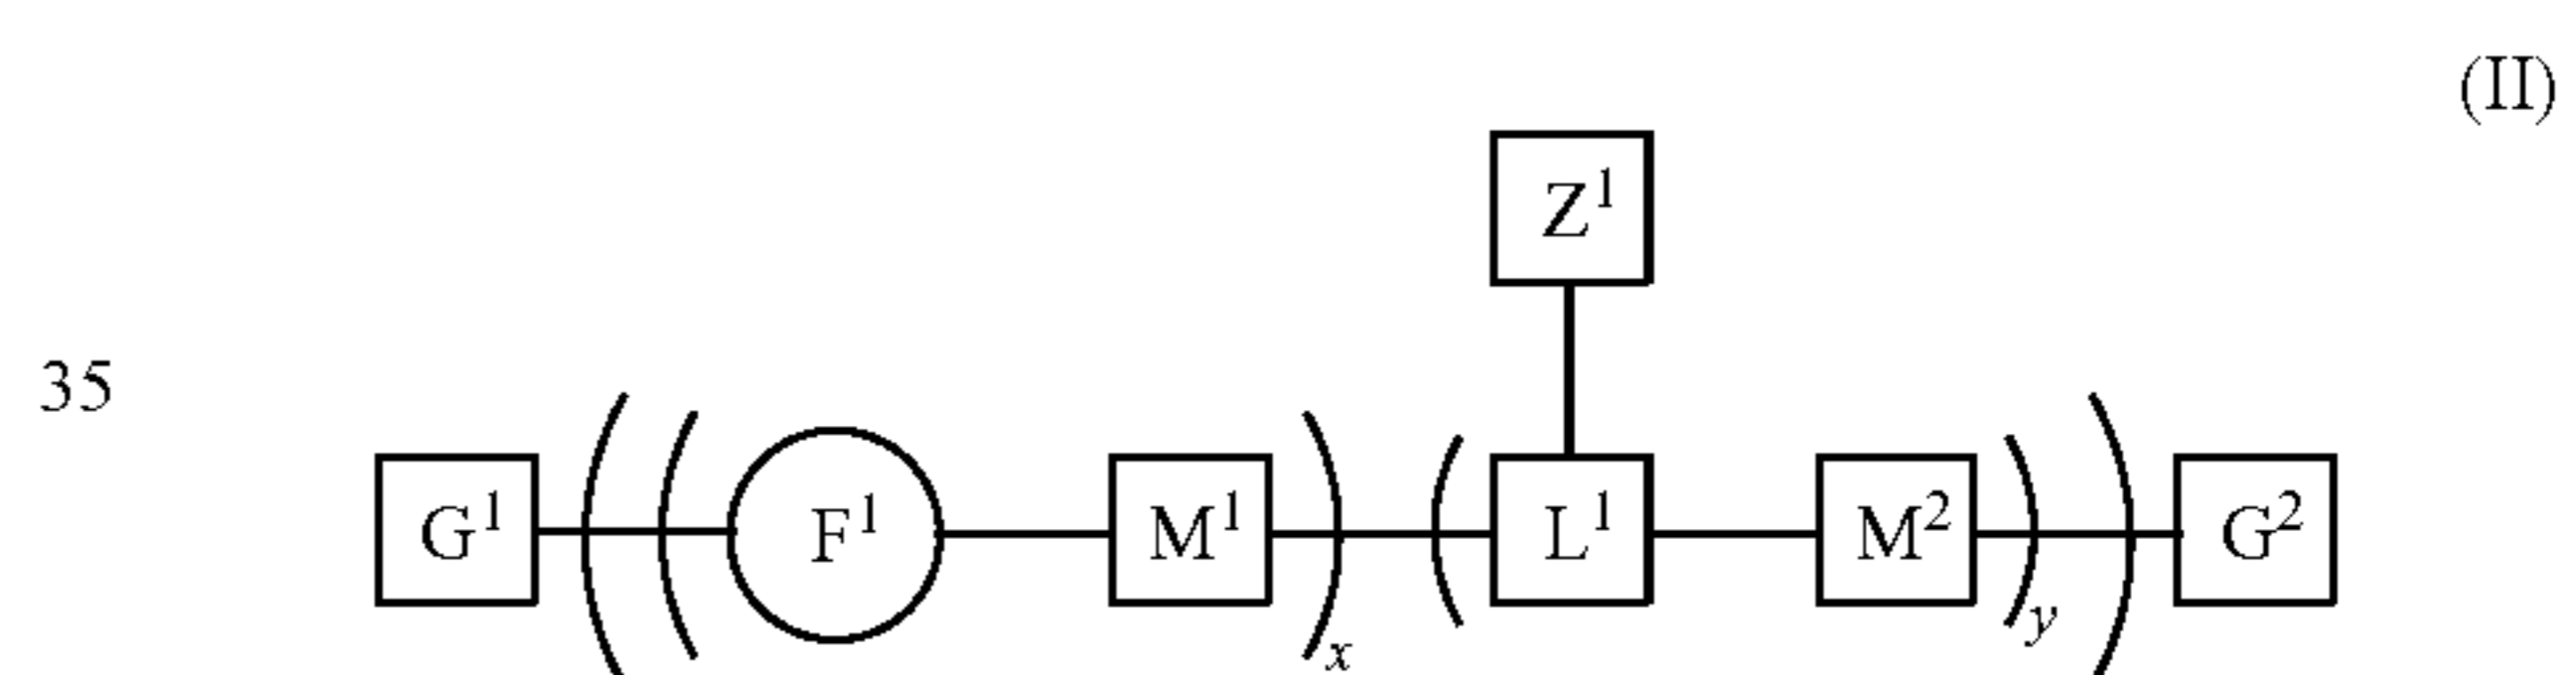 (II)
Z¹
35
G¹ ( ( F¹ M¹ )x ( L¹ M² )y ) G²